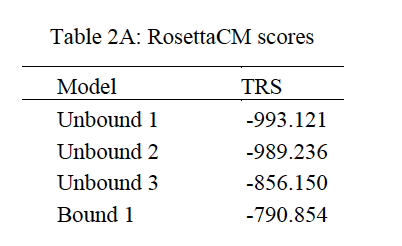 Table 2A: RosettaCM scores
Model TRS
Unbound 1 -993.121
Unbound 2 -989.236
Unbound 3 -856.150
Bound 1 -790.854